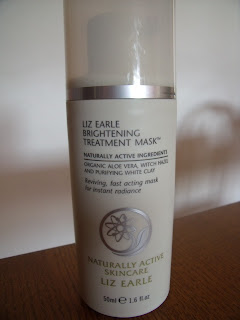 LIZ EARLE
BRIGHTENING
TREATMENT MASK™
NATURALLY ACTIVE INGREDIENTS
ORGANIC ALOE VERA, WITCH HAZEL
AND PURIFYING WHITE CLAY
Reviving, fast acting mask
for instant radiance
NATURALLY ACTIVE
SKINCARE
LIZ EARLE
50ml ℮ 1.6 fl.oz